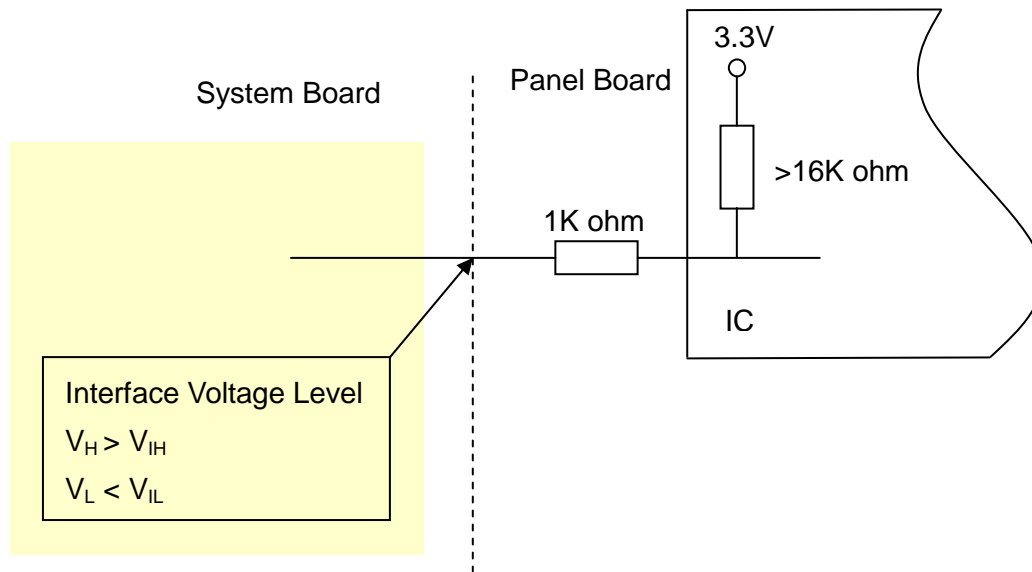 System Board
Panel Board
3.3V
>16K ohm
1K ohm
IC
Interface Voltage Level
VH > VIH
VL < VIL